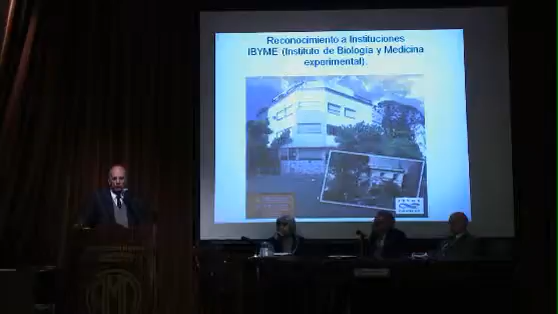 Reconocimiento a Instituciones
IBYME (Instituto de Biología y Medicina
experimental).